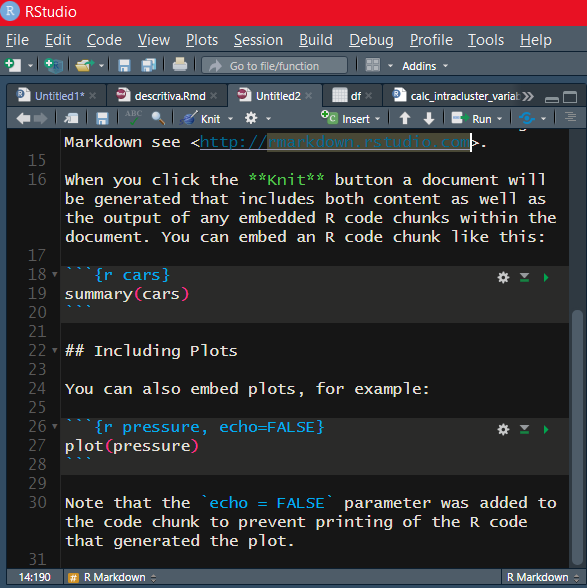 RStudio
File Edit Code View Plots Session Build Debug Profile Tools Help
Go to file/function Addins
Untitled1* descritiva.Rmd Untitled2 df calc_intracluster_varial
ABC Knit Insert Run
Markdown see <http://rmarkdown.rstudio.com>.
15
16 When you click the **Knit** button a document will
be generated that includes both content as well as
the output of any embedded R code chunks within the
document. You can embed an R code chunk like this:
17
18 ```{r cars}
19 summary(cars)
20 ```
21
22 ## Including Plots
23
24 You can also embed plots, for example:
25
26 ```{r pressure, echo=FALSE}
27 plot(pressure)
28 ```
29
30 Note that the `echo = FALSE` parameter was added to
the code chunk to prevent printing of the R code
that generated the plot.
31
14:190 # R Markdown R Markdown